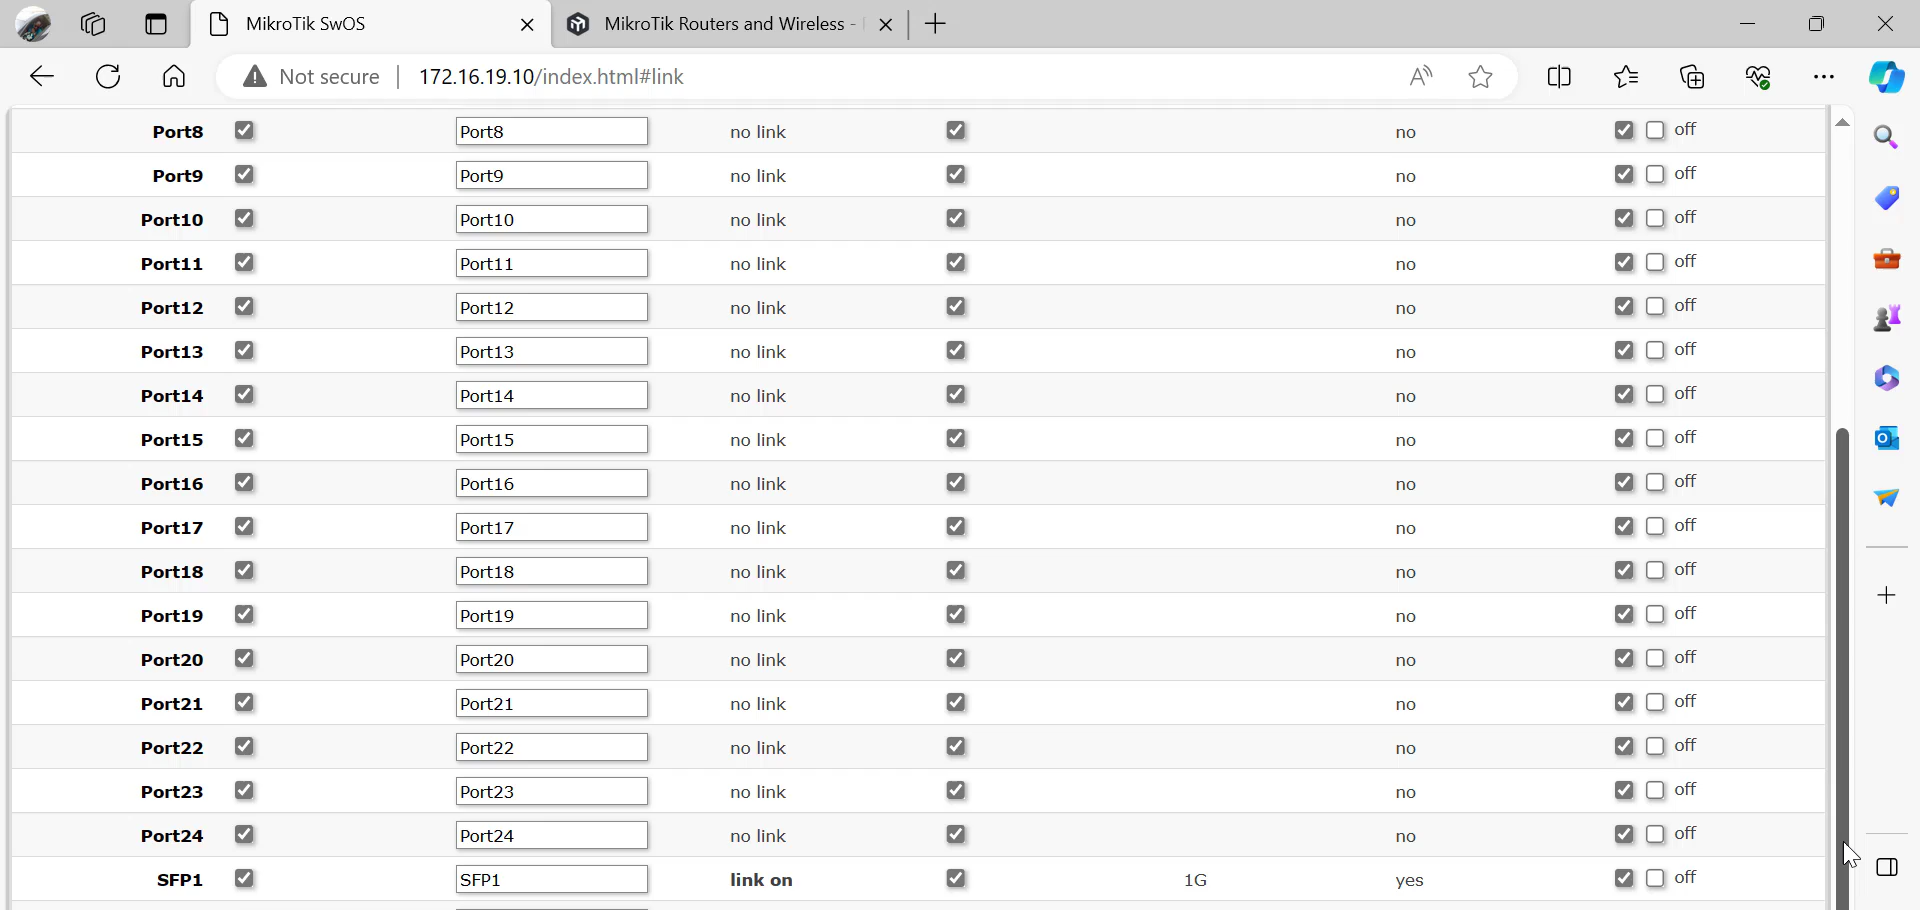 MikroTik SwOS
MikroTik Routers and Wireless -
Not secure
172.16.19.10/index.html#link
Port8 Port8 no link no off
Port9 Port9 no link no off
Port10 Port10 no link no off
Port11 Port11 no link no off
Port12 Port12 no link no off
Port13 Port13 no link no off
Port14 Port14 no link no off
Port15 Port15 no link no off
Port16 Port16 no link no off
Port17 Port17 no link no off
Port18 Port18 no link no off
Port19 Port19 no link no off
Port20 Port20 no link no off
Port21 Port21 no link no off
Port22 Port22 no link no off
Port23 Port23 no link no off
Port24 Port24 no link no off
SFP1 SFP1 link on 1G yes off